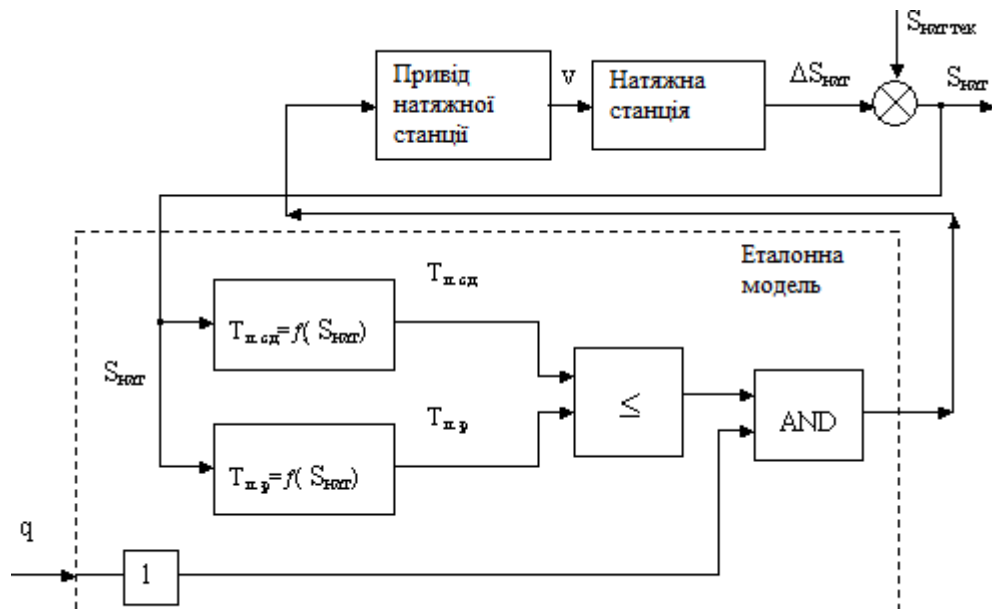 Sнат тек
Привід
натяжної
станції
v
Натяжна
станція
ΔSнат
Sнат
Еталонна
модель
Tп.сд
Tп.сд=f( Sнат)
Sнат
≤
Tп.р
AND
Tп.р=f( Sнат)
q
1